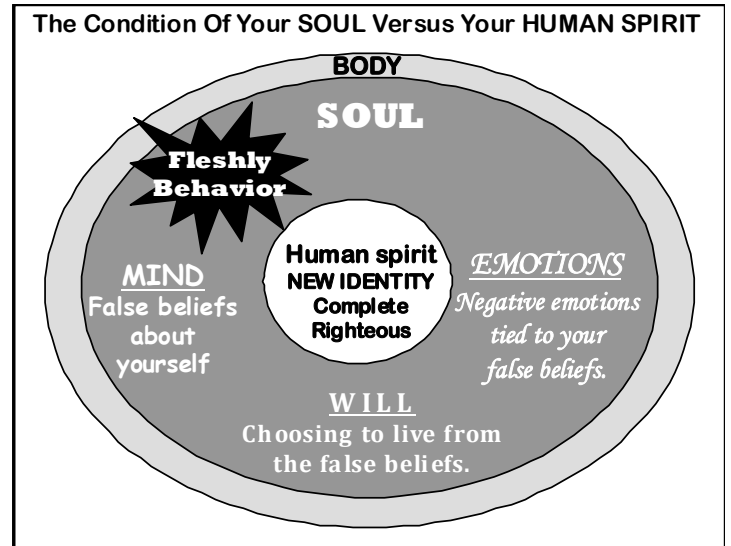 The Condition Of Your SOUL Versus Your HUMAN SPIRIT
BODY
SOUL
Fleshly
Behavior
Human spirit
NEW IDENTITY
Complete
Righteous
MIND
False beliefs
about
yourself
EMOTIONS
Negative emotions
tied to your
false beliefs.
WILL
Choosing to live from
the false beliefs.